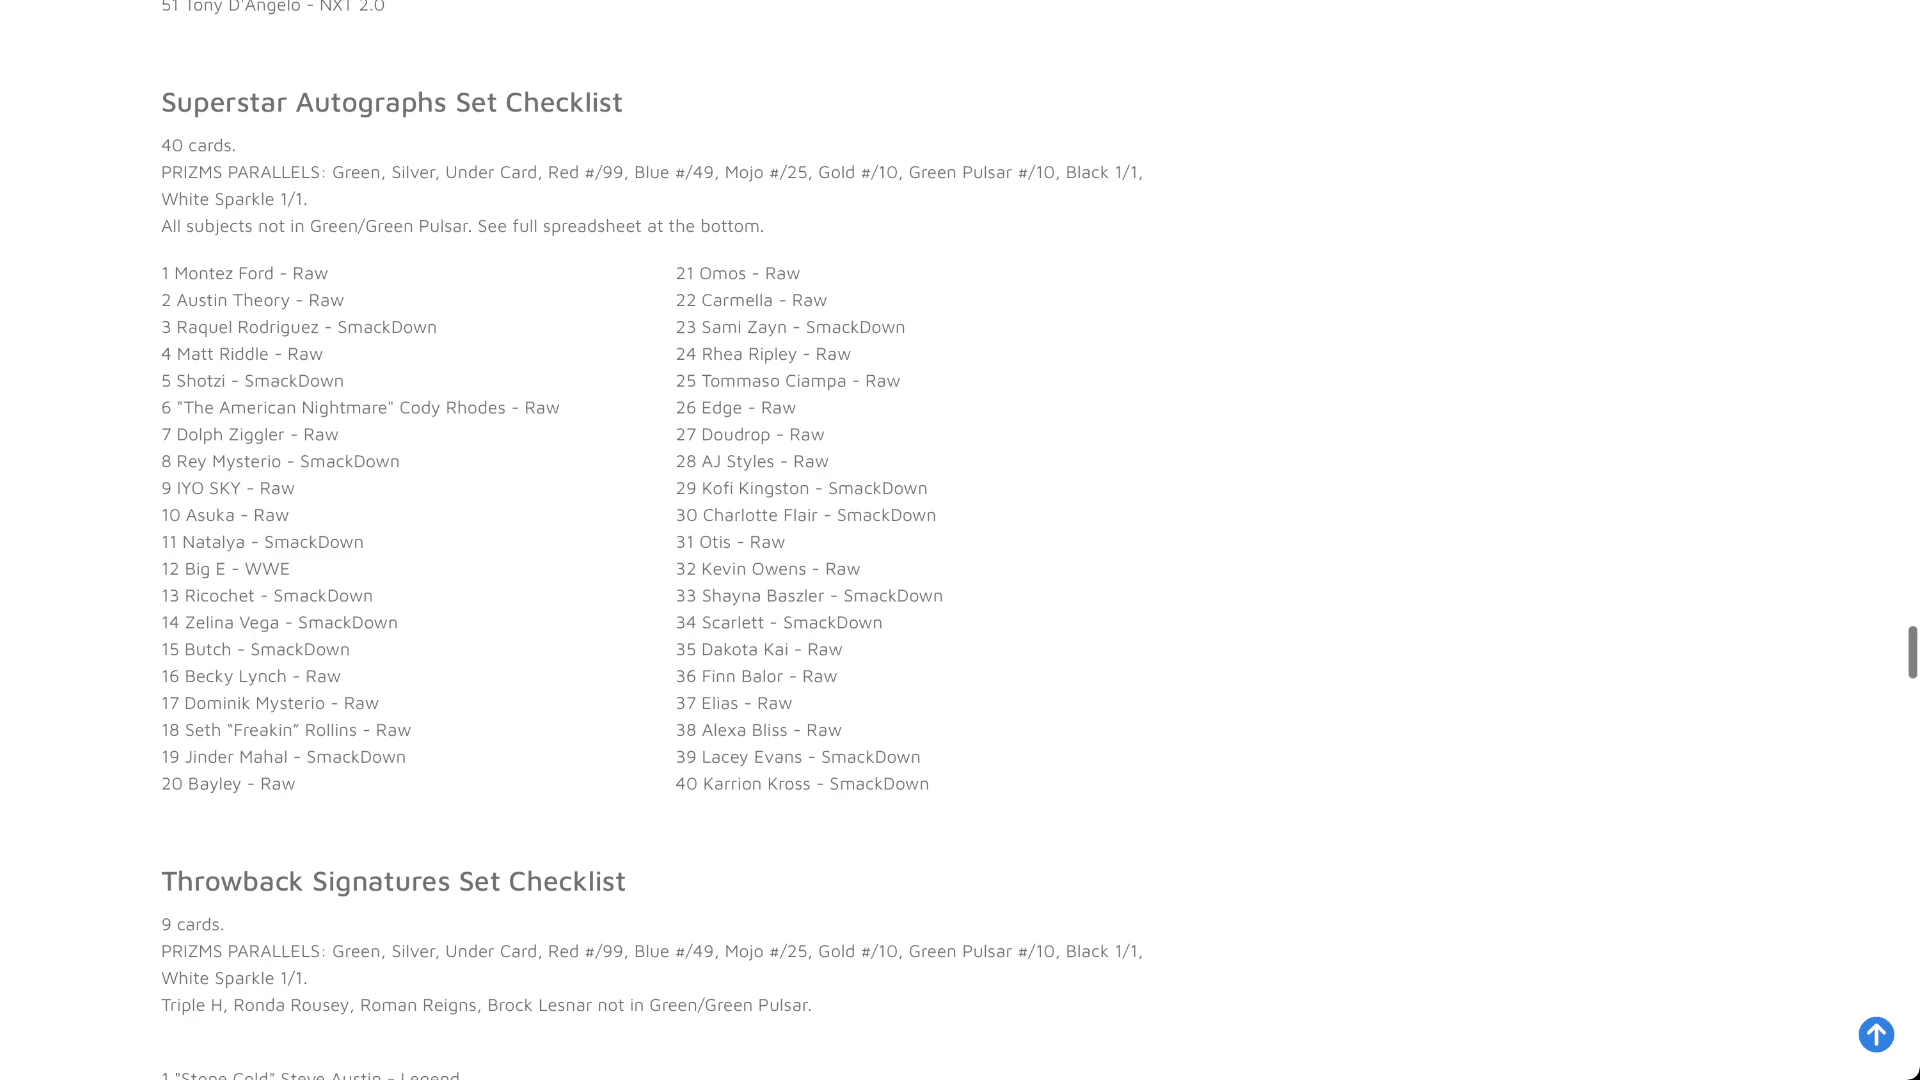 51 Tony D'Angelo - NXT 2.0
Superstar Autographs Set Checklist
40 cards.
PRIZMS PARALLELS: Green, Silver, Under Card, Red #/99, Blue #/49, Mojo #/25, Gold #/10, Green Pulsar #/10, Black 1/1,
White Sparkle 1/1.
All subjects not in Green/Green Pulsar. See full spreadsheet at the bottom.
1 Montez Ford - Raw
2 Austin Theory - Raw
3 Raquel Rodriguez - SmackDown
4 Matt Riddle - Raw
5 Shotzi - SmackDown
6 "The American Nightmare" Cody Rhodes - Raw
7 Dolph Ziggler - Raw
8 Rey Mysterio - SmackDown
9 IYO SKY - Raw
10 Asuka - Raw
11 Natalya - SmackDown
12 Big E - WWE
13 Ricochet - SmackDown
14 Zelina Vega - SmackDown
15 Butch - SmackDown
16 Becky Lynch - Raw
17 Dominik Mysterio - Raw
18 Seth “Freakin” Rollins - Raw
19 Jinder Mahal - SmackDown
20 Bayley - Raw
21 Omos - Raw
22 Carmella - Raw
23 Sami Zayn - SmackDown
24 Rhea Ripley - Raw
25 Tommaso Ciampa - Raw
26 Edge - Raw
27 Doudrop - Raw
28 AJ Styles - Raw
29 Kofi Kingston - SmackDown
30 Charlotte Flair - SmackDown
31 Otis - Raw
32 Kevin Owens - Raw
33 Shayna Baszler - SmackDown
34 Scarlett - SmackDown
35 Dakota Kai - Raw
36 Finn Balor - Raw
37 Elias - Raw
38 Alexa Bliss - Raw
39 Lacey Evans - SmackDown
40 Karrion Kross - SmackDown
Throwback Signatures Set Checklist
9 cards.
PRIZMS PARALLELS: Green, Silver, Under Card, Red #/99, Blue #/49, Mojo #/25, Gold #/10, Green Pulsar #/10, Black 1/1,
White Sparkle 1/1.
Triple H, Ronda Rousey, Roman Reigns, Brock Lesnar not in Green/Green Pulsar.
1 "Stone Cold" Steve Austin - Legend